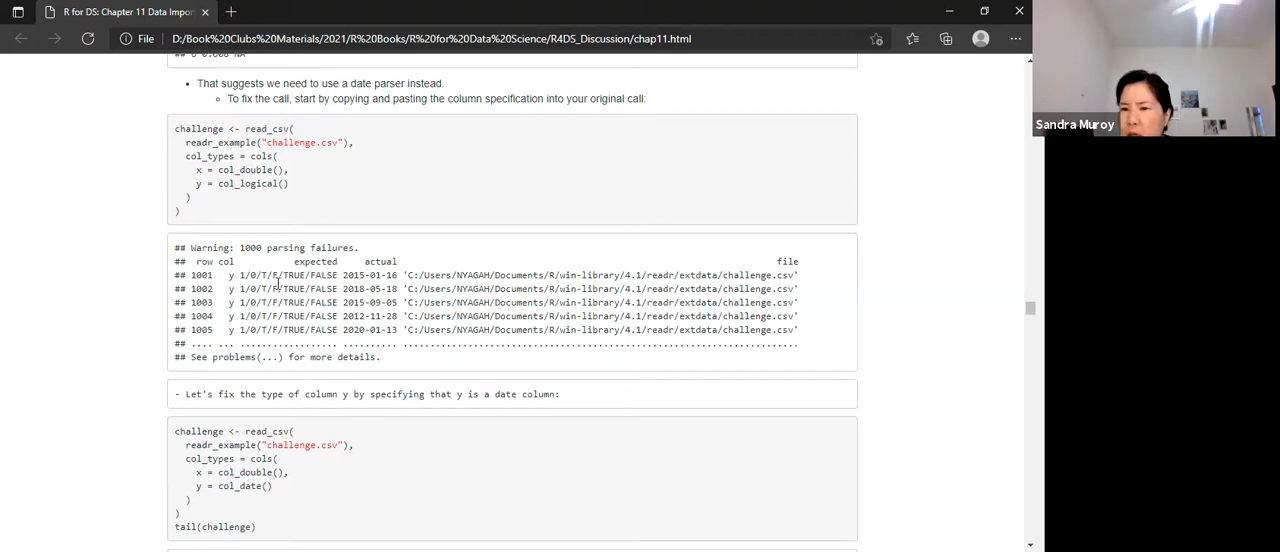 R for DS: Chapter 11 Data Impor
File D:/Book%20Clubs%20Materials/2021/R%20Books/R%20for%20Data%20Science/R4DS_Discussion/chap11.html
Sandra Muroy
## 6 0.608 NA
• That suggests we need to use a date parser instead.
◦ To fix the call, start by copying and pasting the column specification into your original call:
challenge <- read_csv(
  readr_example("challenge.csv"),
  col_types = cols(
    x = col_double(),
    y = col_logical()
  )
)
## Warning: 1000 parsing failures.
##  row col           expected     actual                                                                           file
## 1001   y 1/0/T/F/TRUE/FALSE 2015-01-16 'C:/Users/NYAGAH/Documents/R/win-library/4.1/readr/extdata/challenge.csv'
## 1002   y 1/0/T/F/TRUE/FALSE 2018-05-18 'C:/Users/NYAGAH/Documents/R/win-library/4.1/readr/extdata/challenge.csv'
## 1003   y 1/0/T/F/TRUE/FALSE 2015-09-05 'C:/Users/NYAGAH/Documents/R/win-library/4.1/readr/extdata/challenge.csv'
## 1004   y 1/0/T/F/TRUE/FALSE 2012-11-28 'C:/Users/NYAGAH/Documents/R/win-library/4.1/readr/extdata/challenge.csv'
## 1005   y 1/0/T/F/TRUE/FALSE 2020-01-13 'C:/Users/NYAGAH/Documents/R/win-library/4.1/readr/extdata/challenge.csv'
## .... ... .................. .......... ..........................................................................
## See problems(...) for more details.
- Let's fix the type of column y by specifying that y is a date column:
challenge <- read_csv(
  readr_example("challenge.csv"),
  col_types = cols(
    x = col_double(),
    y = col_date()
  )
)
tail(challenge)